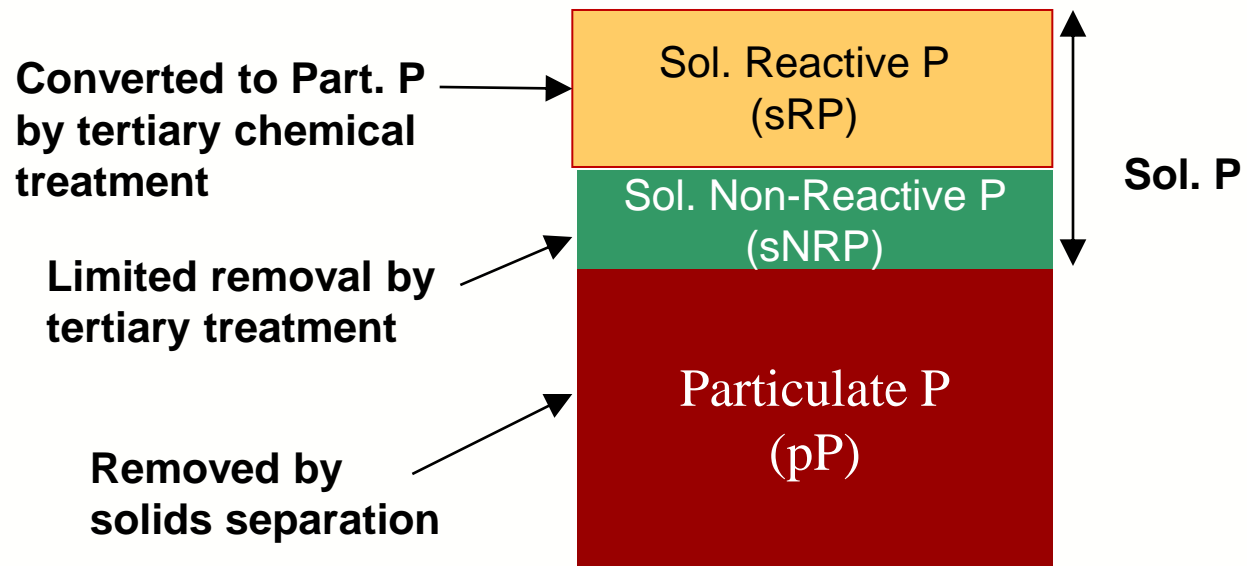 Converted to Part. P
by tertiary chemical
treatment
Sol. Reactive P
(sRP)
Sol. P
Sol. Non-Reactive P
(sNRP)
Limited removal by
tertiary treatment
Particulate P
(pP)
Removed by
solids separation